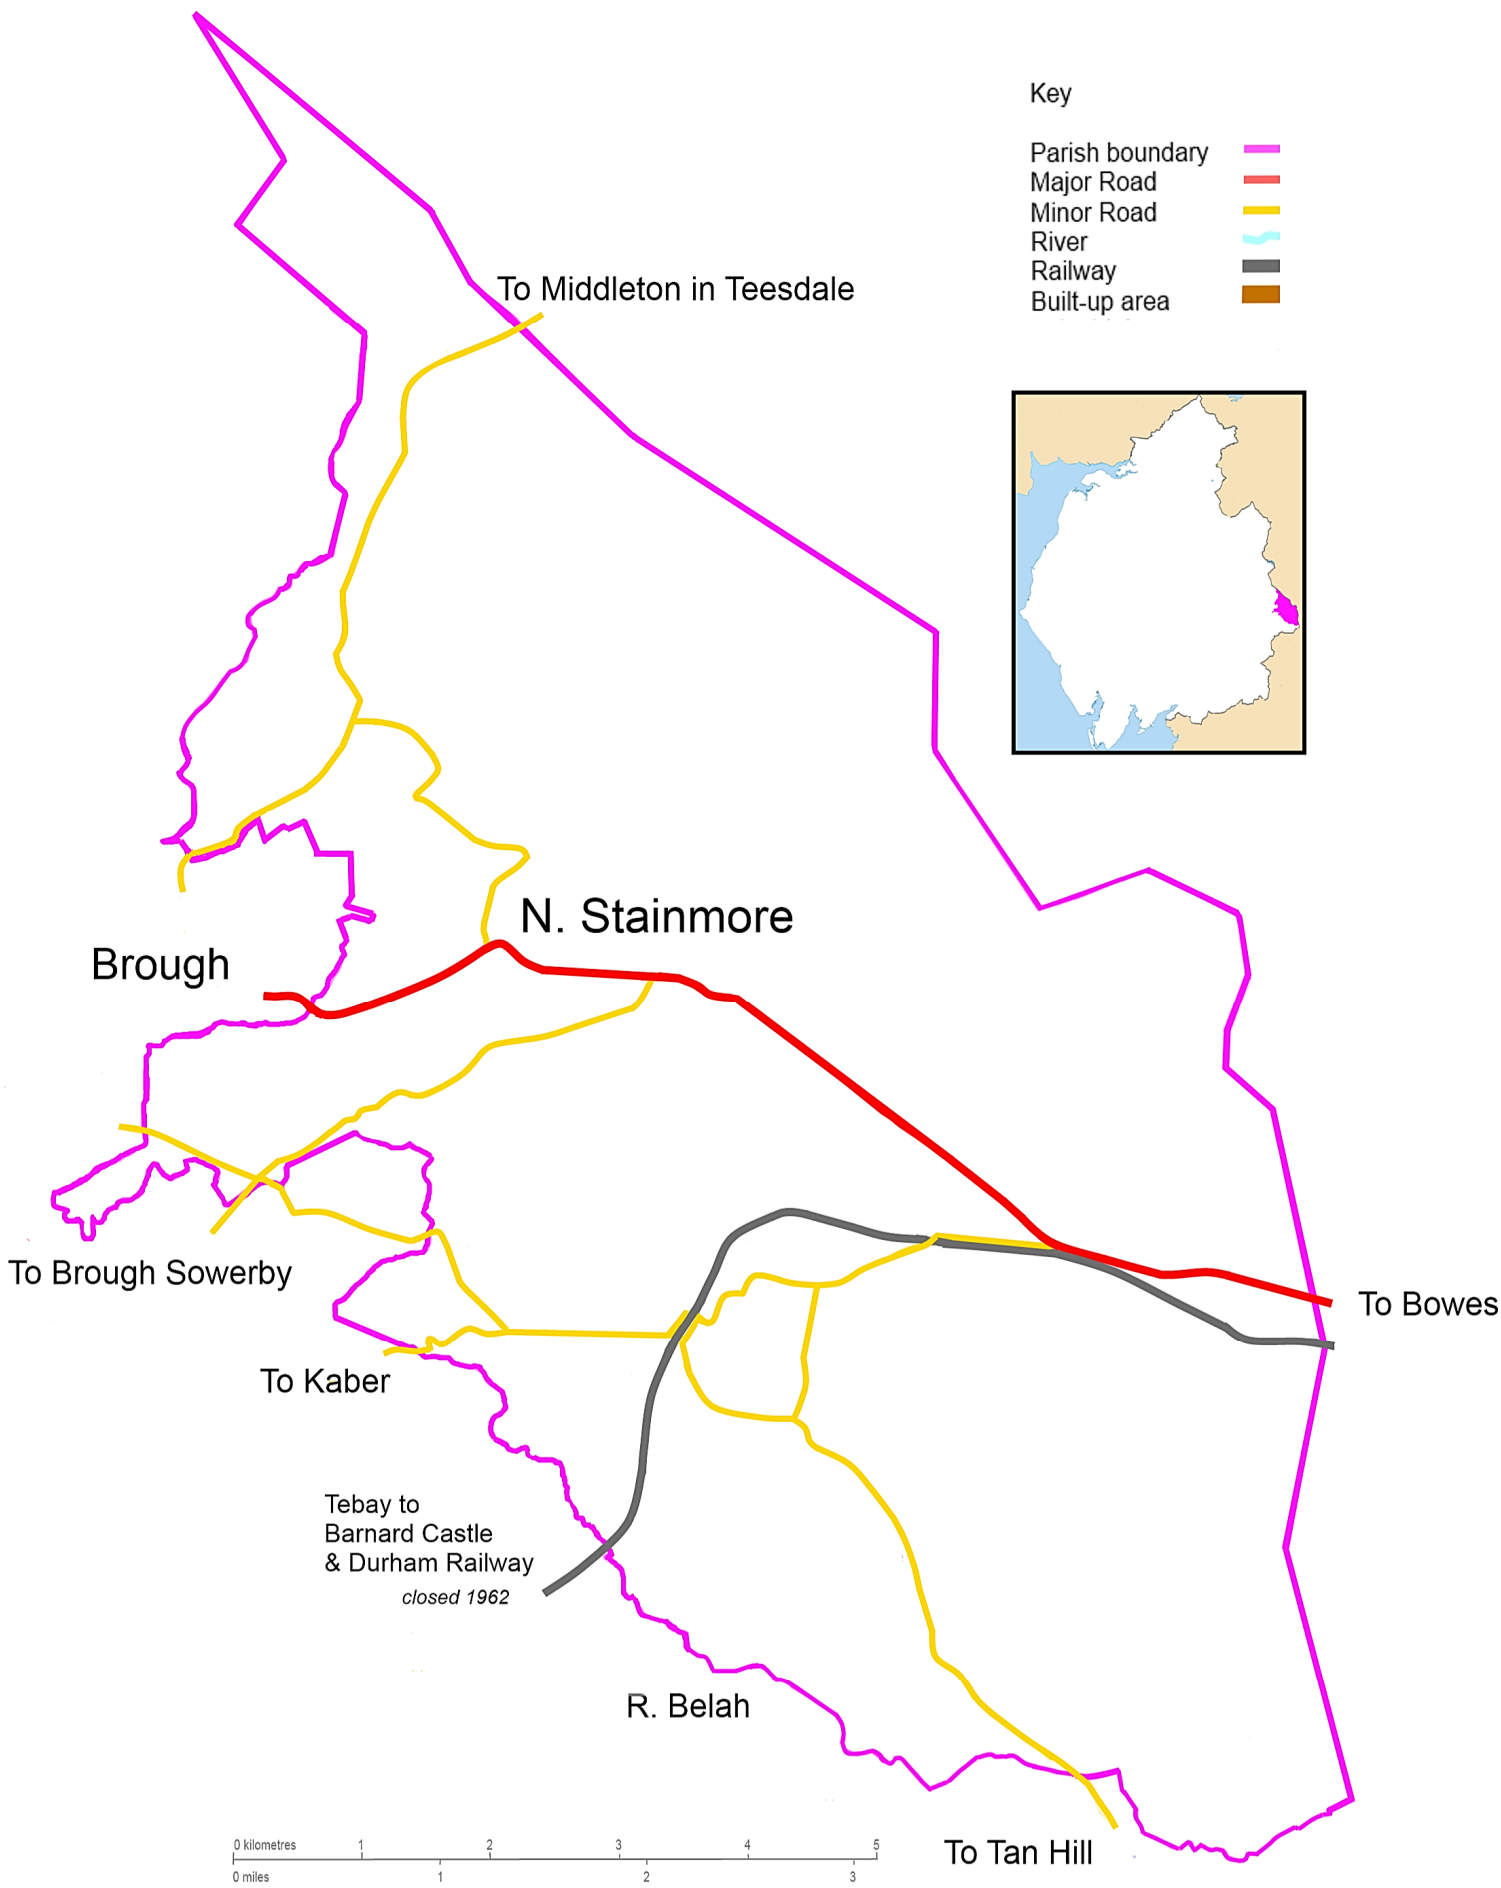 Key
Parish boundary
Major Road
Minor Road
River
Railway
Built-up area
To Middleton in Teesdale
N. Stainmore
Brough
To Brough Sowerby
To Bowes
To Kaber
Tebay to
Barnard Castle
& Durham Railway
closed 1962
R. Belah
To Tan Hill
0 kilometres 1 2 3 4 5
0 miles 1 2 3